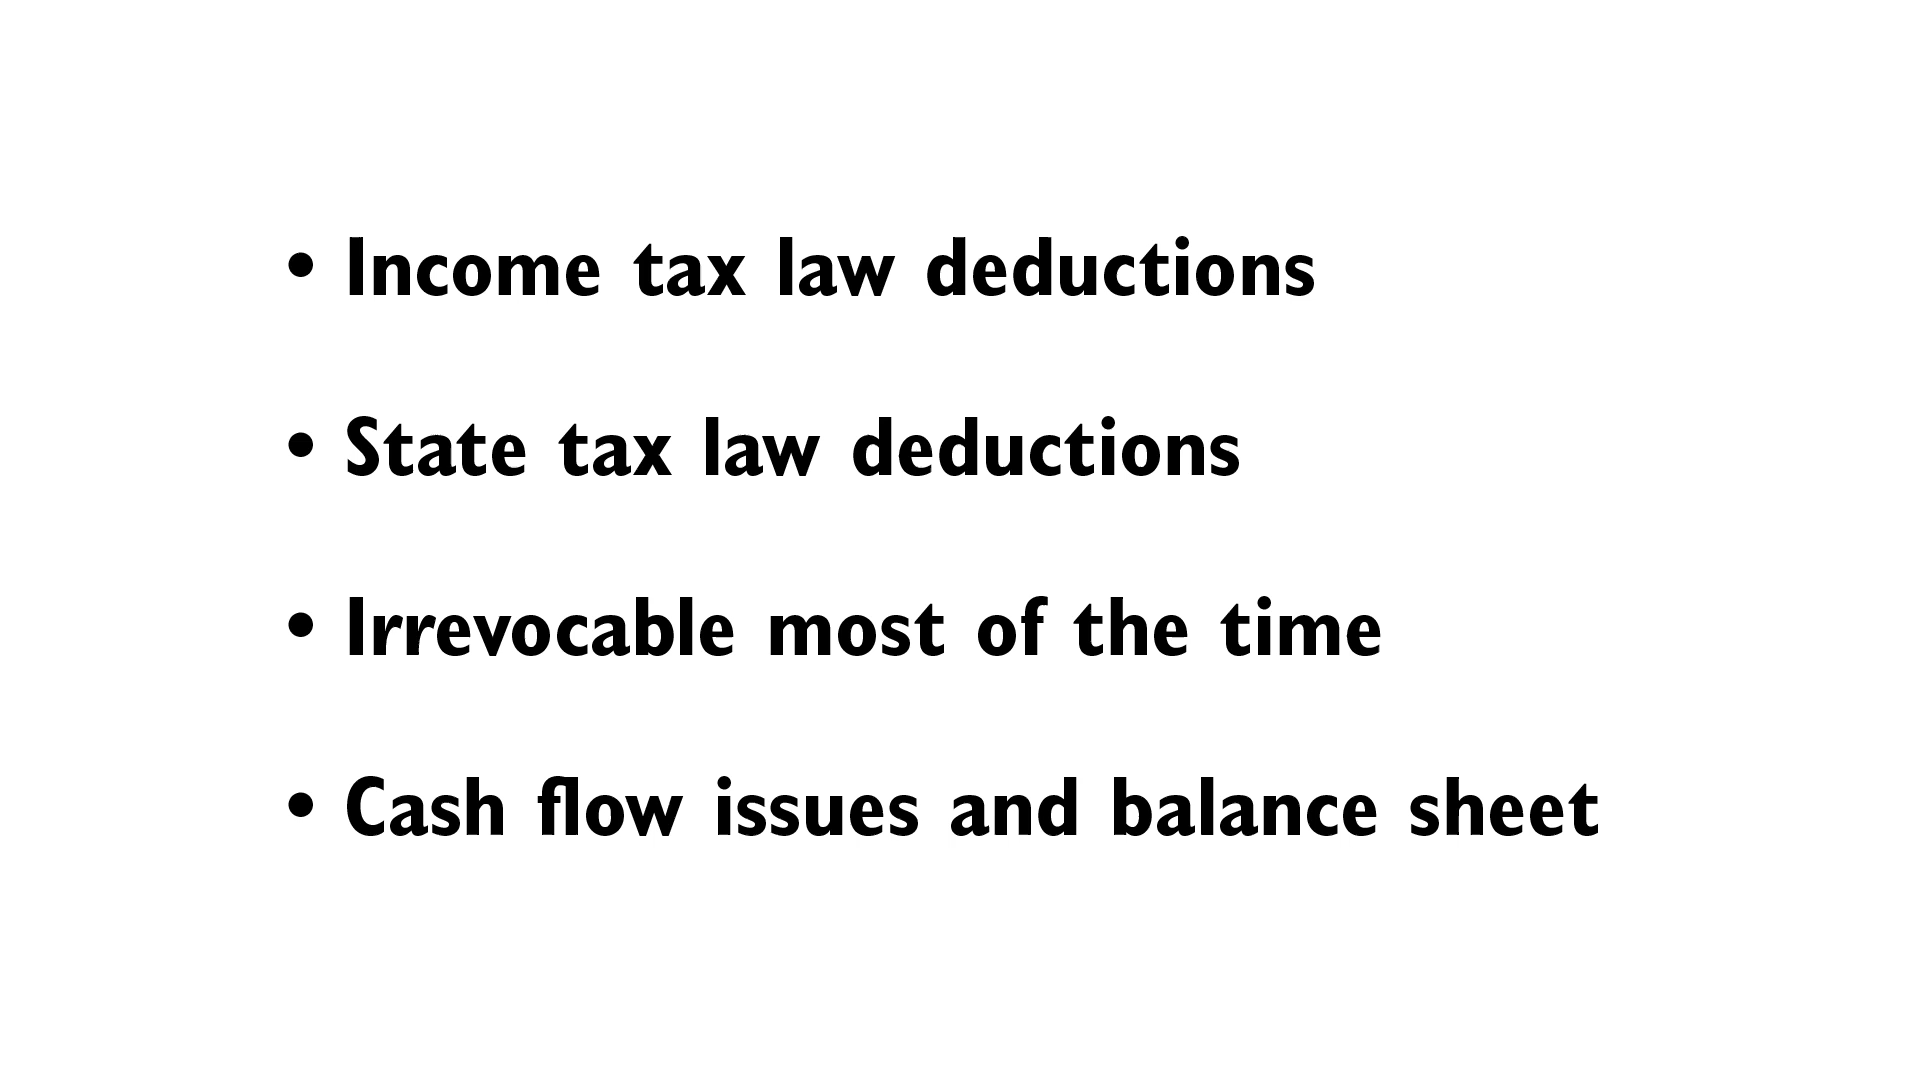 • Income tax law deductions
• State tax law deductions
• Irrevocable most of the time
• Cash flow issues and balance sheet